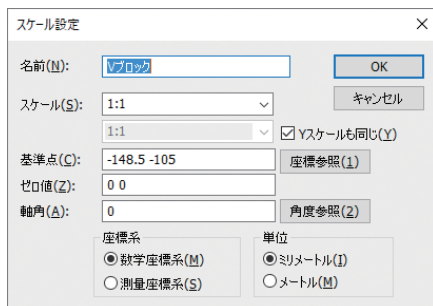 スケール設定
名前(N): Vブロック OK
スケール(S): 1:1 キャンセル
1:1 Yスケールも同じ(Y)
基準点(C): -148.5 -105 座標参照(1)
ゼロ値(Z): 0 0
軸角(A): 0 角度参照(2)
座標系 単位
数学座標系(M) ミリメートル(I)
測量座標系(S) メートル(M)